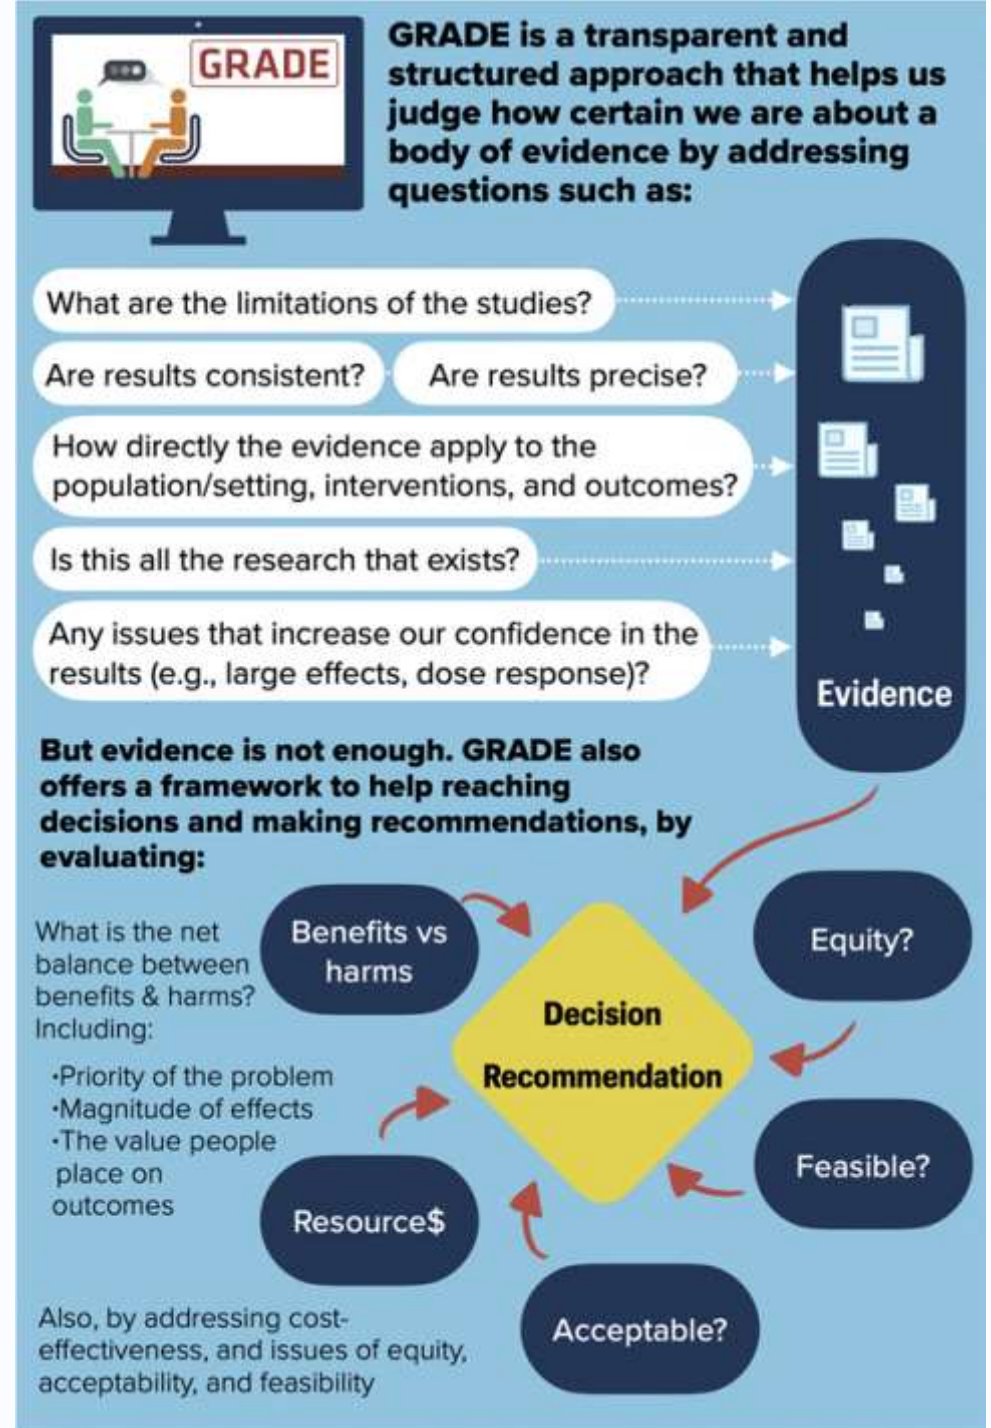 GRADE
GRADE is a transparent and
structured approach that helps us
judge how certain we are about a
body of evidence by addressing
questions such as:
What are the limitations of the studies?
Are results consistent?
Are results precise?
How directly the evidence apply to the
population/setting, interventions, and outcomes?
Is this all the research that exists?
Any issues that increase our confidence in the
results (e.g., large effects, dose response)?
Evidence
But evidence is not enough. GRADE also
offers a framework to help reaching
decisions and making recommendations, by
evaluating:
What is the net
balance between
benefits & harms?
Including:
•Priority of the problem
•Magnitude of effects
•The value people
place on
outcomes
Benefits vs
harms
Equity?
Decision
Recommendation
Feasible?
Resource$
Acceptable?
Also, by addressing cost-
effectiveness, and issues of equity,
acceptability, and feasibility